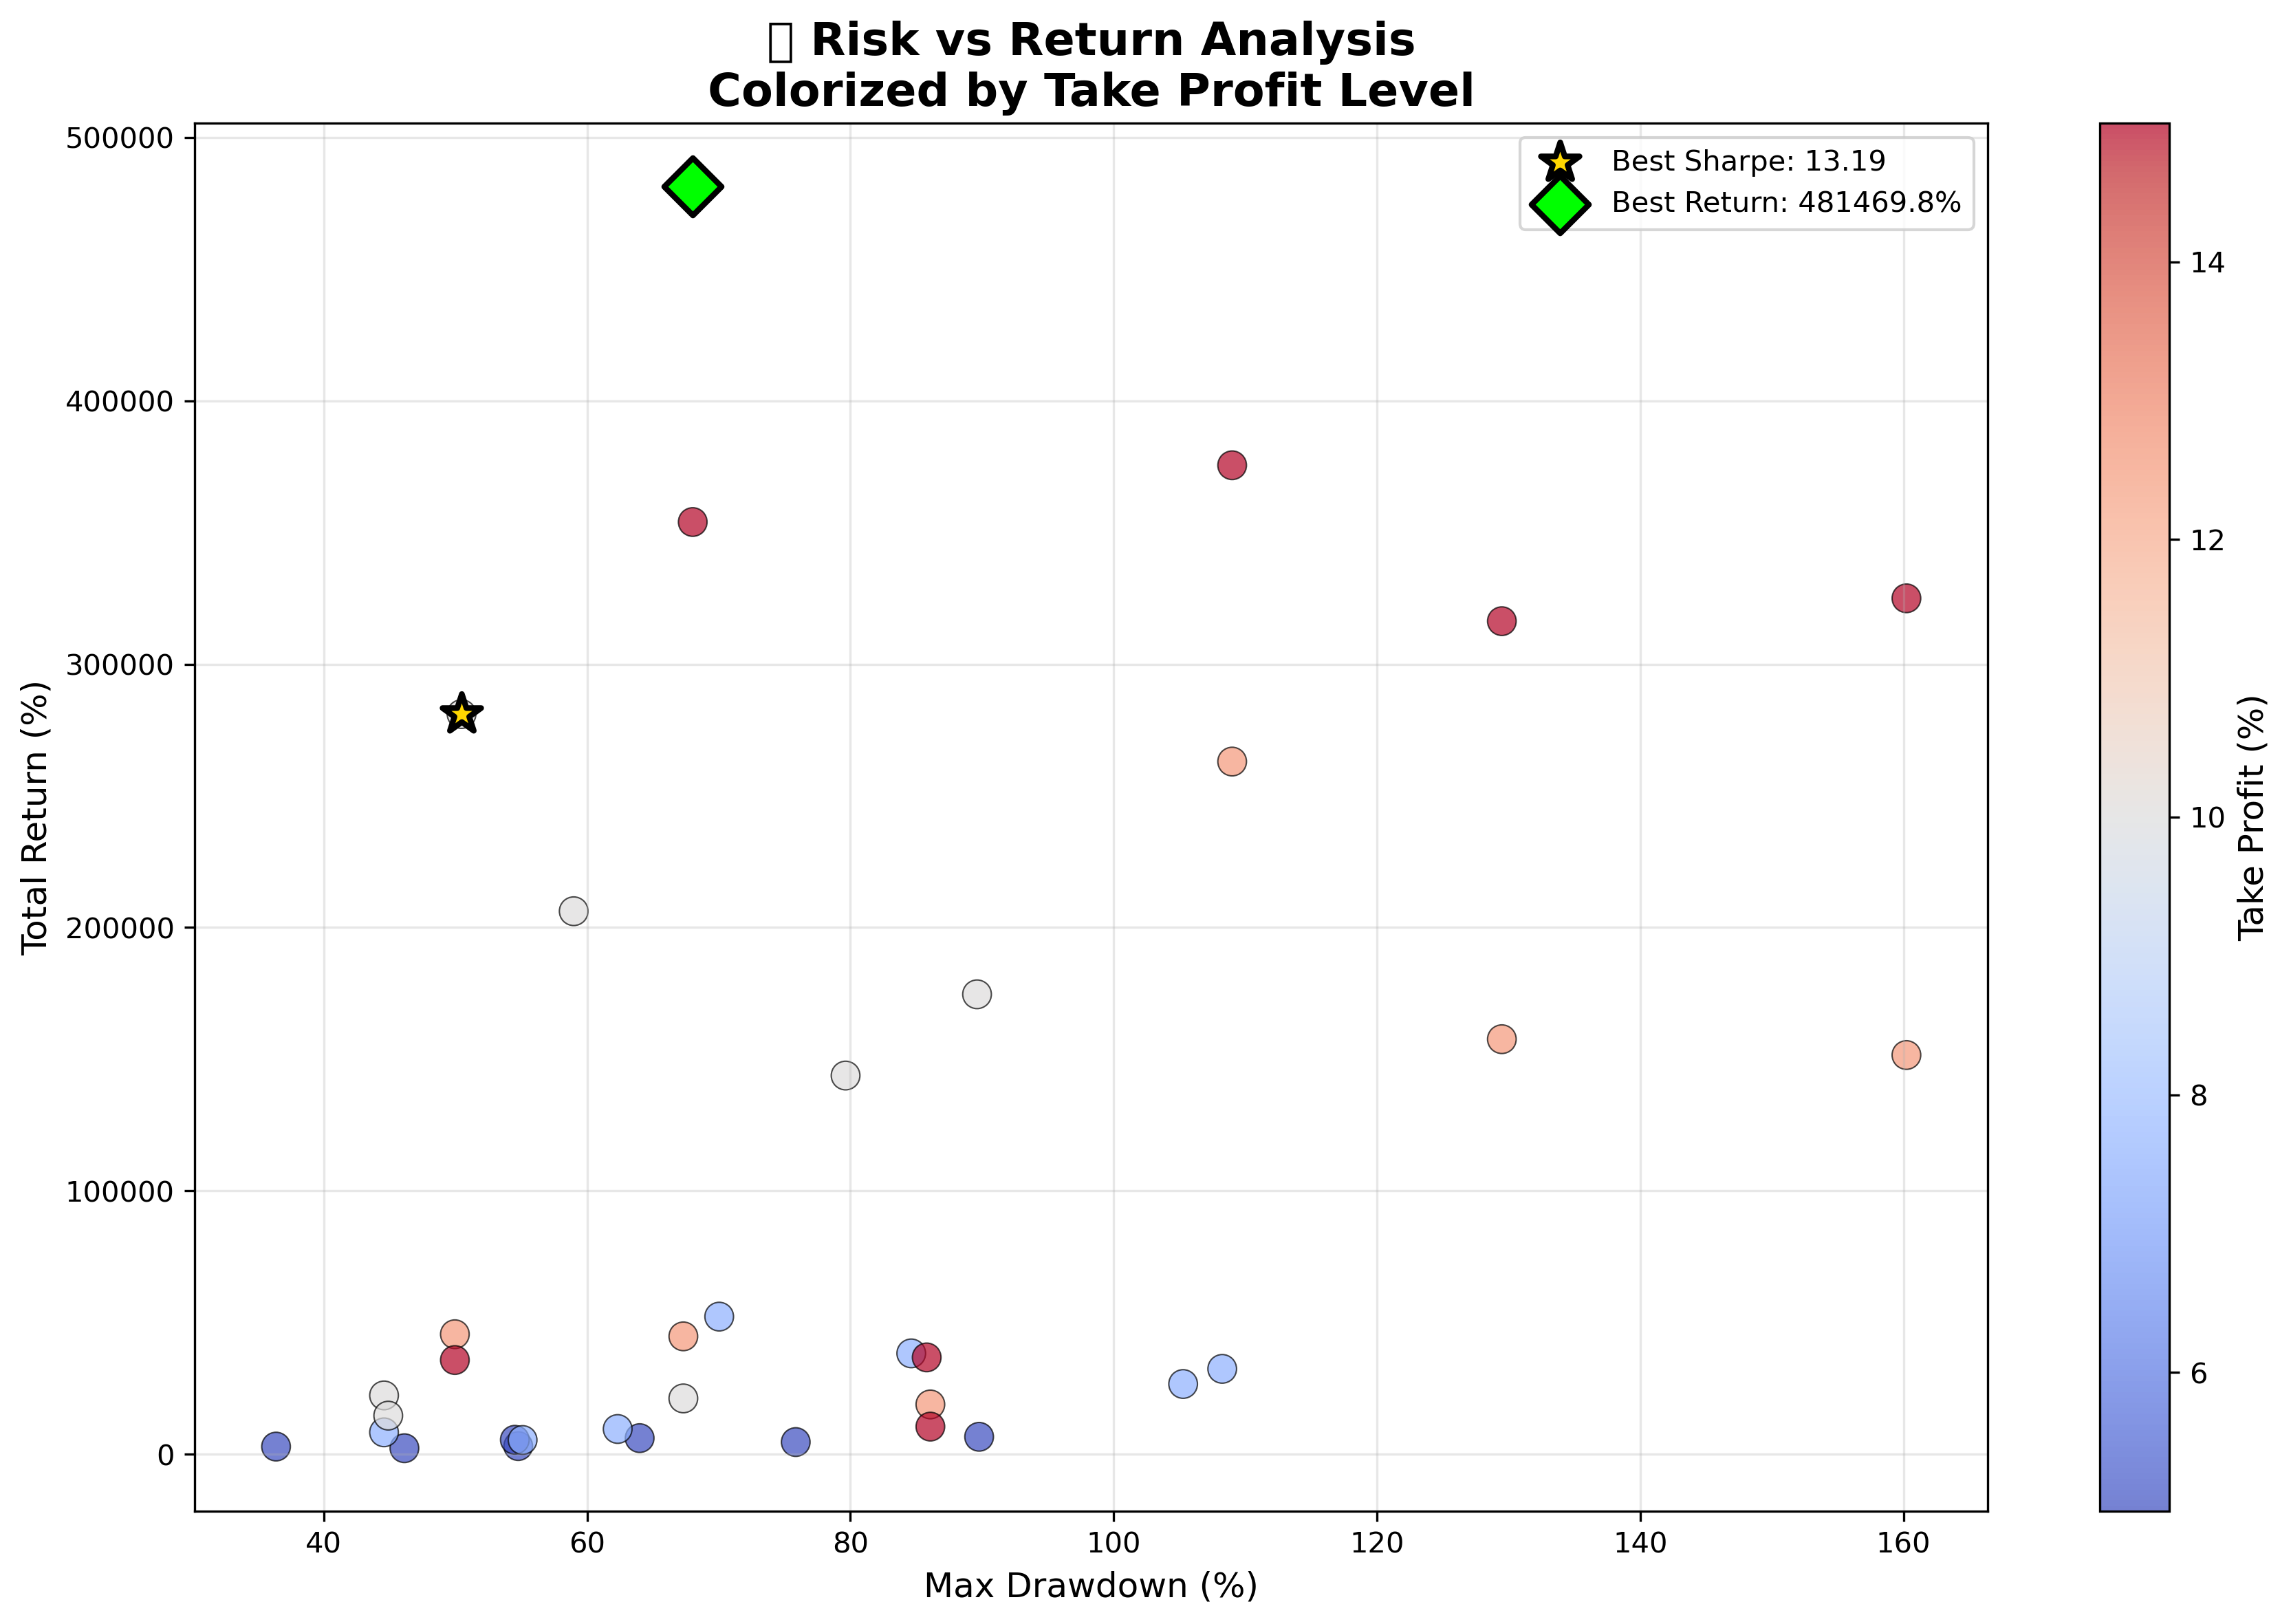 Risk vs Return Analysis
Colorized by Take Profit Level
Best Sharpe: 13.19
Best Return: 481469.8%
500000
400000
300000
200000
100000
0
Total Return (%)
40 60 80 100 120 140 160
Max Drawdown (%)
14
12
10
8
6
Take Profit (%)